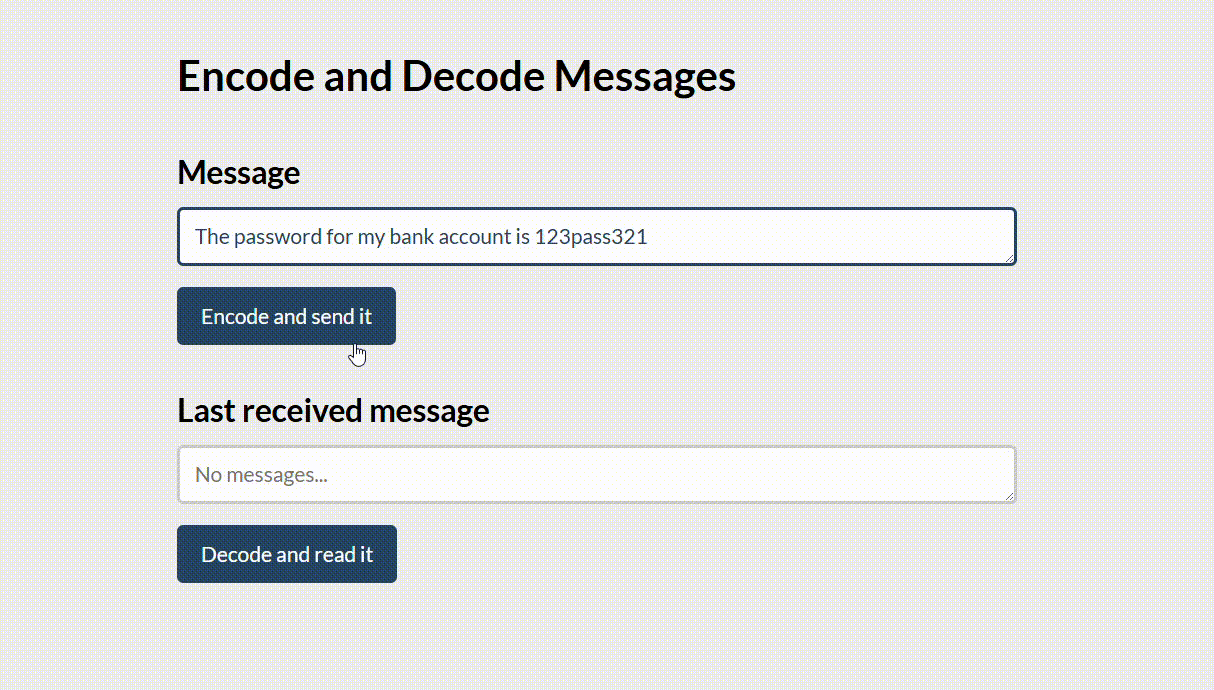 Encode and Decode Messages
Message
The password for my bank account is 123pass321
Encode and send it
Last received message
No messages...
Decode and read it